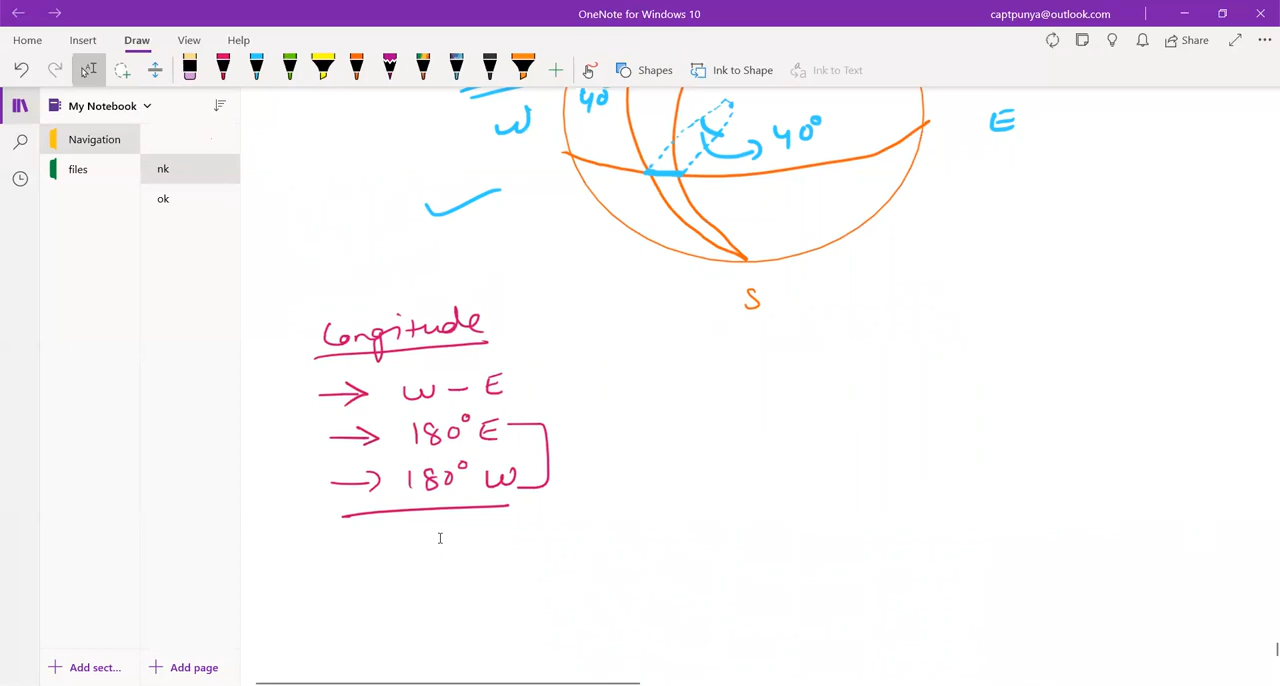 OneNote for Windows 10
captpunya@outlook.com
Home Insert Draw View Help
Share
Shapes Ink to Shape Ink to Text
My Notebook
Navigation
files
nk
ok
40
W
40°
E
S
Longitude
→ W – E
→ 180° E
→ 180° W
Add sect... Add page